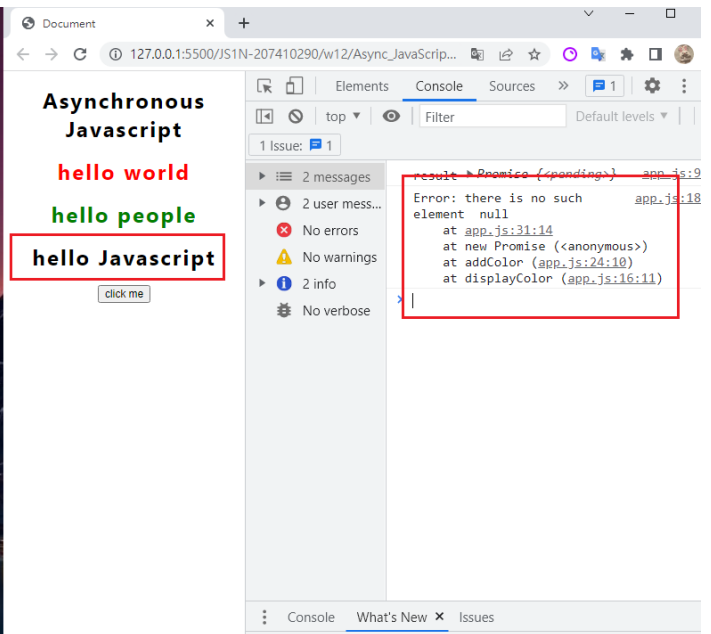 Document
127.0.0.1:5500/JS1N-207410290/w12/Async_JavaScrip...
Asynchronous
Javascript
hello world
hello people
hello Javascript
click me
Elements Console Sources » 1
top ▼ Filter Default levels ▼
1 Issue: 1
2 messages
2 user mess...
No errors
No warnings
2 info
No verbose
result ▶Promise {<pending>} app.js:9
Error: there is no such app.js:18
element null
at app.js:31:14
at new Promise (<anonymous>)
at addColor (app.js:24:10)
at displayColor (app.js:16:11)
>
Console What's New × Issues